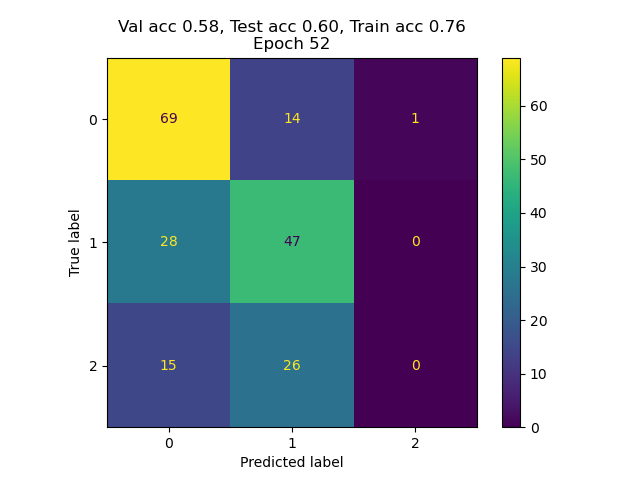 Val acc 0.58, Test acc 0.60, Train acc 0.76
Epoch 52
0 69 14 1
1 28 47 0
2 15 26 0
0 1 2
True label
Predicted label
60
50
40
30
20
10
0